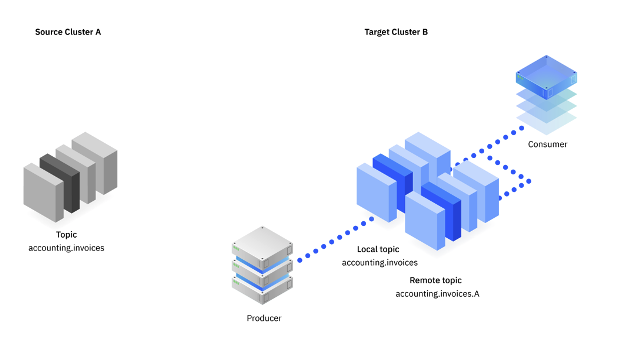 Source Cluster A
Target Cluster B
Consumer
Topic
accounting.invoices
Local topic
accounting.invoices
Remote topic
accounting.invoices.A
Producer